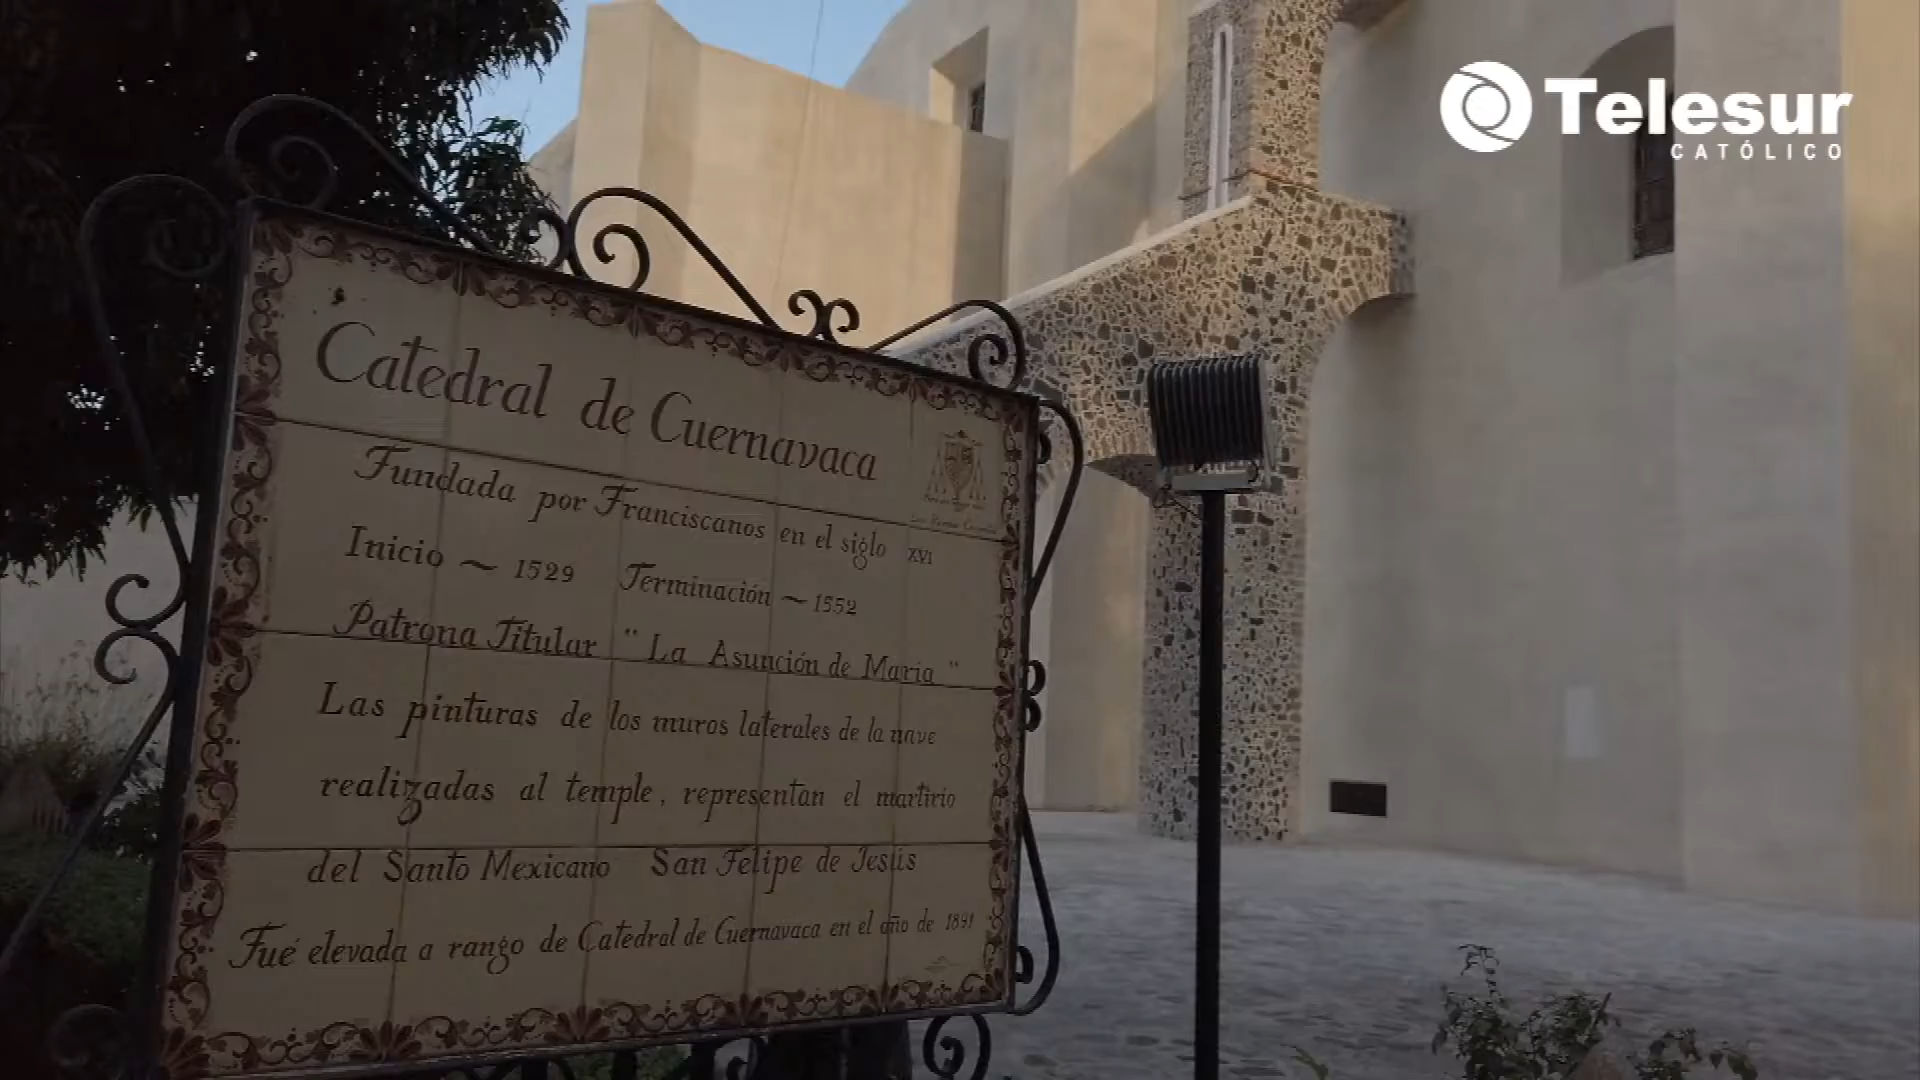 Telesur
CATÓLICO
Catedral de Cuernavaca
Fundada por Franciscanos en el siglo XVI
Inicio ~ 1529 Terminación ~ 1552
Patrona Titular " La Asunción de Maria "
Las pinturas de los muros laterales de la nave
realizadas al temple, representan el martirio
del Santo Mexicano San Felipe de Jesús
Fué elevada a rango de Catedral de Cuernavaca en el año de 1891